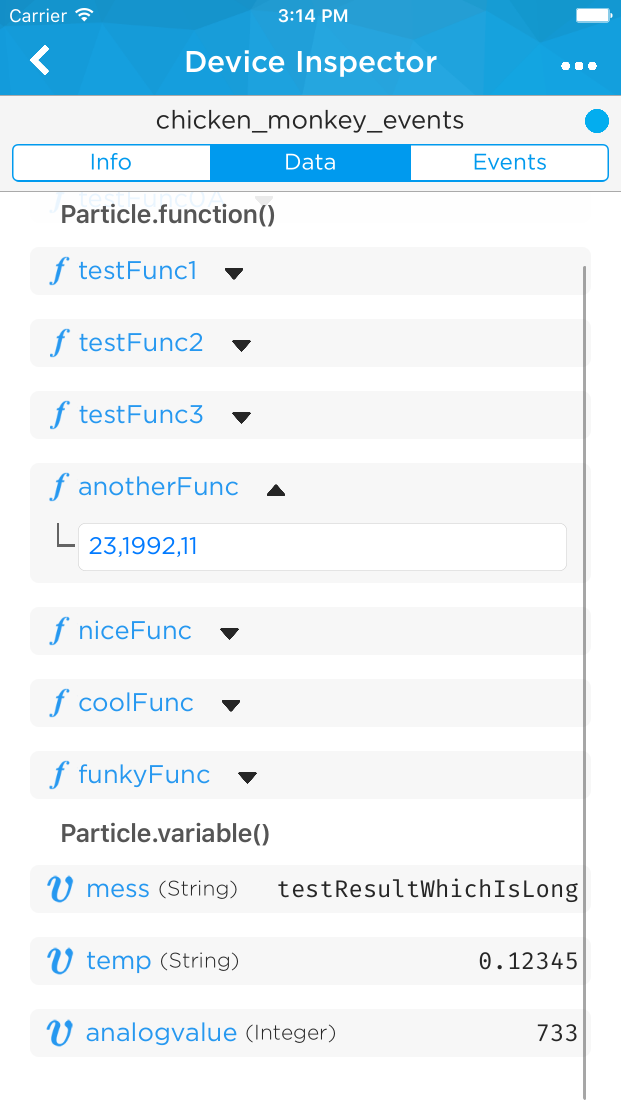 Carrier 3:14 PM
Device Inspector
chicken_monkey_events
Info Data Events
testFunc0A
Particle.function()
f testFunc1
f testFunc2
f testFunc3
f anotherFunc
23,1992,11
f niceFunc
f coolFunc
f funkyFunc
Particle.variable()
v mess (String) testResultWhichIsLong
v temp (String) 0.12345
v analogvalue (Integer) 733